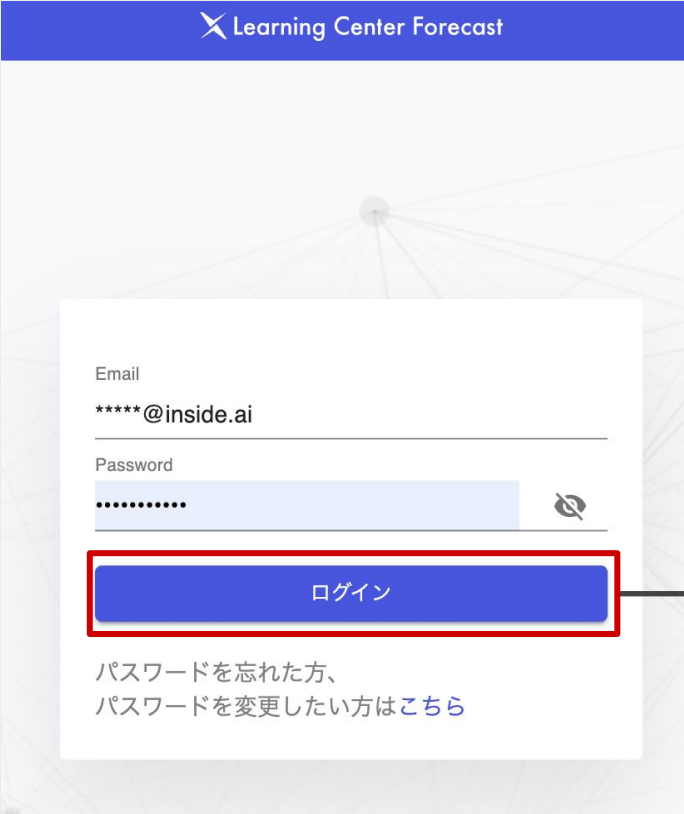 Learning Center Forecast
Email
*****@inside.ai
Password
•••••••••••
ログイン
パスワードを忘れた方、
パスワードを変更したい方はこちら